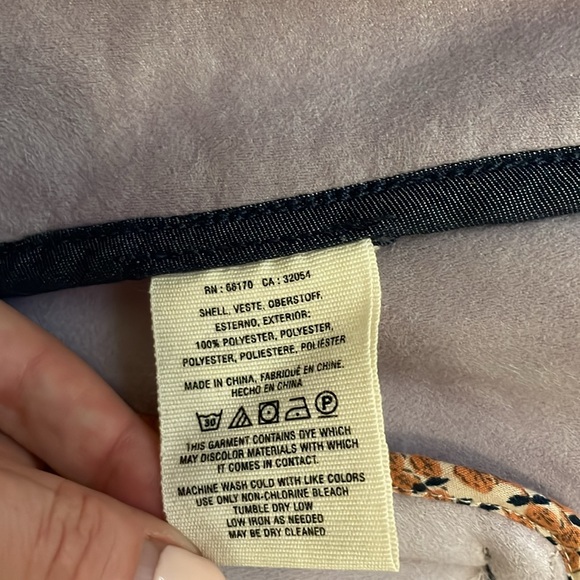 RN : 66170 CA : 32054
SHELL, VESTE, OBERSTOFF,
ESTERNO, EXTERIOR:
100% POLYESTER, POLYESTER,
POLYESTER, POLIESTERE, POLIÉSTER
MADE IN CHINA, FABRIQUÉ EN CHINE,
HECHO EN CHINA
30 P
THIS GARMENT CONTAINS DYE WHICH
MAY DISCOLOR MATERIALS WITH WHICH
IT COMES IN CONTACT.
MACHINE WASH COLD WITH LIKE COLORS
USE ONLY NON-CHLORINE BLEACH
TUMBLE DRY LOW
LOW IRON AS NEEDED
MAY BE DRY CLEANED